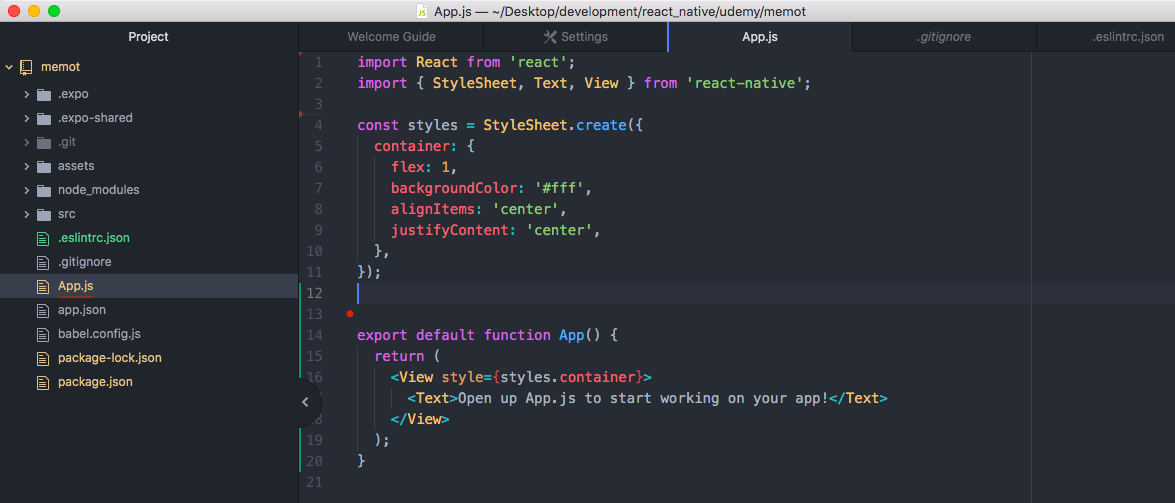 App.js — ~/Desktop/development/react_native/udemy/memot
Project
Welcome Guide
Settings
App.js
.gitignore
.eslintrc.json
memot
.expo
.expo-shared
.git
assets
node_modules
src
.eslintrc.json
.gitignore
App.js
app.json
babel.config.js
package-lock.json
package.json
1 import React from 'react';
2 import { StyleSheet, Text, View } from 'react-native';
3
4 const styles = StyleSheet.create({
5   container: {
6     flex: 1,
7     backgroundColor: '#fff',
8     alignItems: 'center',
9     justifyContent: 'center',
10   },
11 });
12
13
14 export default function App() {
15   return (
16     <View style={styles.container}>
      <Text>Open up App.js to start working on your app!</Text>
18     </View>
19   );
20 }
21